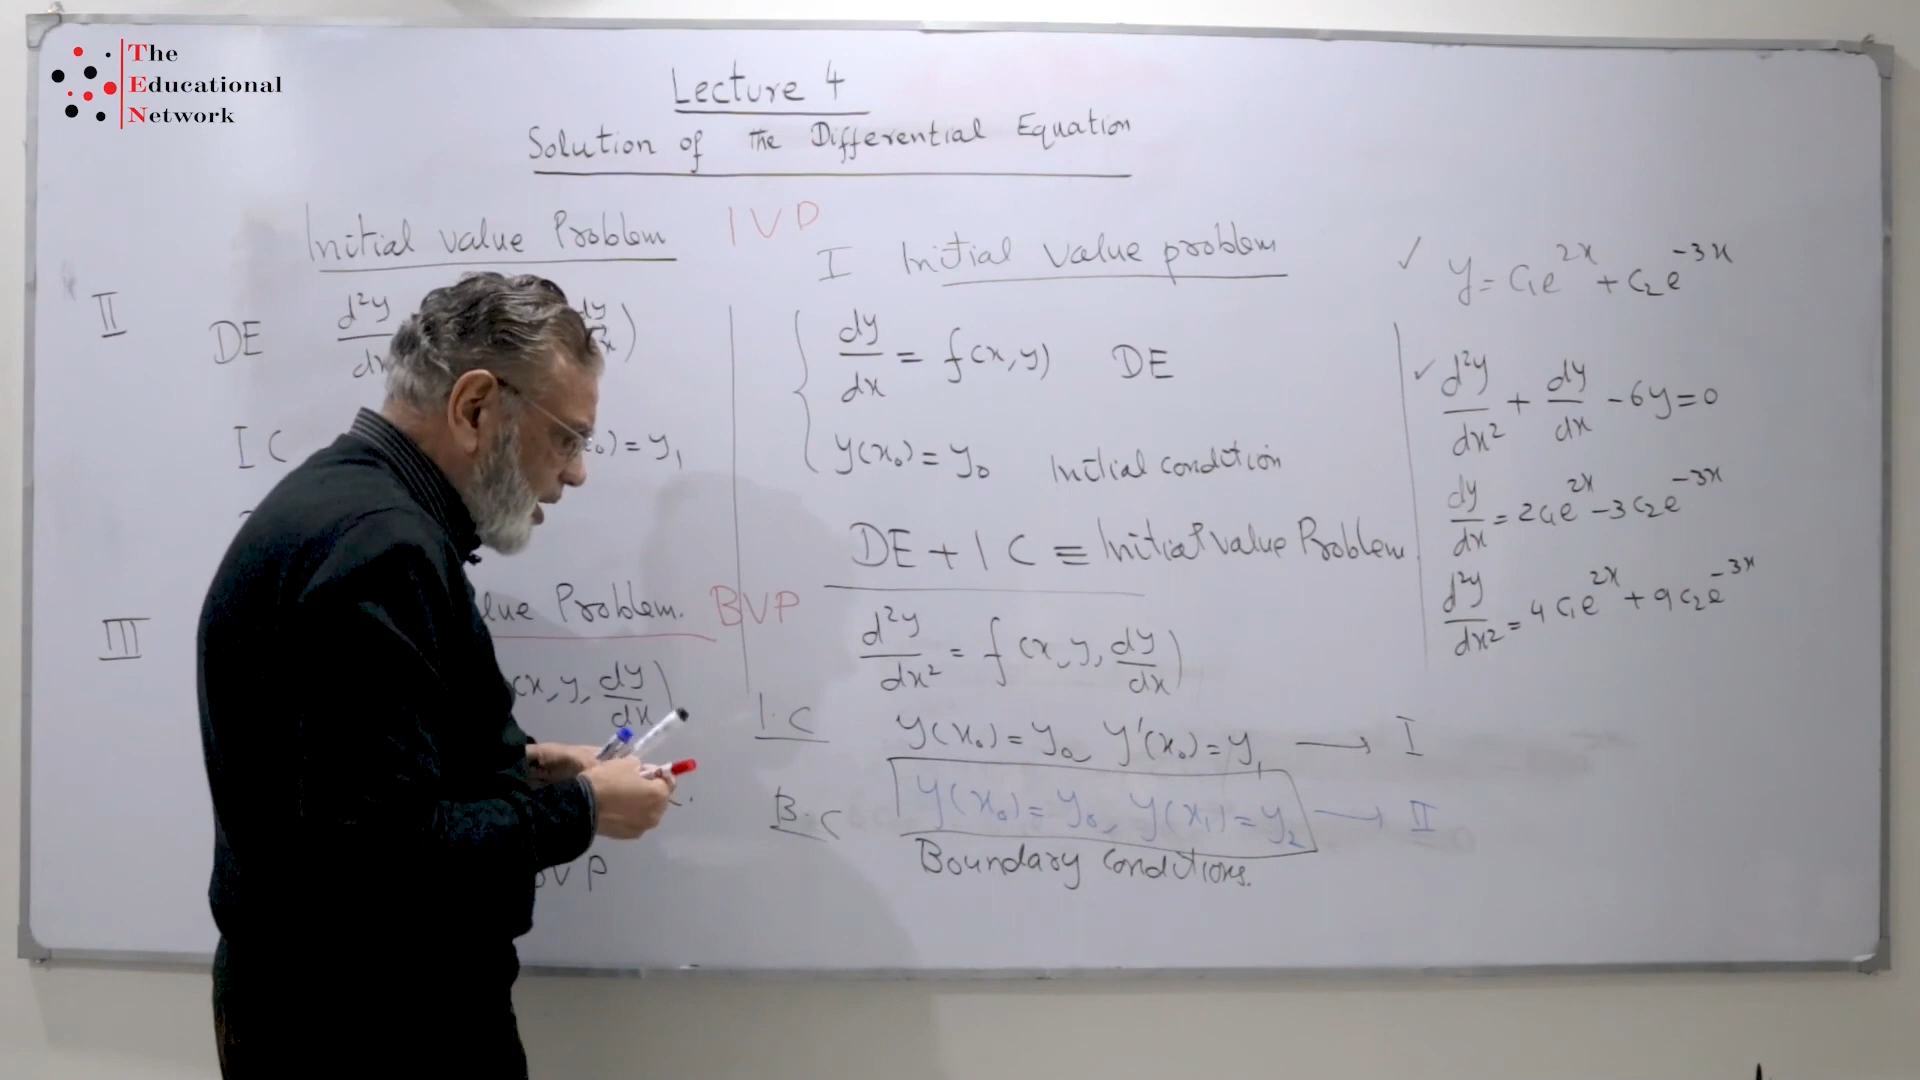 The
Educational
Network
Lecture 4
Solution of The Differential Equation
Initial value Problem IVP
II
DE d²y
dx
dy
x )
IC
₀) = y₁
III
lue Problem. BVP
(x, y, dy/dx)
VP
I Initial Value problem
dy/dx = f(x, y) DE
y(x₀) = y₀ Initial condition
DE + IC ≡ Initial Value Problem
d²y/dx² = f(x, y, dy/dx)
I.C y(x₀) = y₀, y'(x₀) = y₁ → I
B.C y(x₀) = y₀, y(x₁) = y₂ → II
Boundary Conditions.
✓ y = c₁e^2x + c₂e^-3x
✓ d²y/dx² + dy/dx - 6y = 0
dy/dx = 2c₁e^2x - 3c₂e^-3x
d²y/dx² = 4c₁e^2x + 9c₂e^-3x